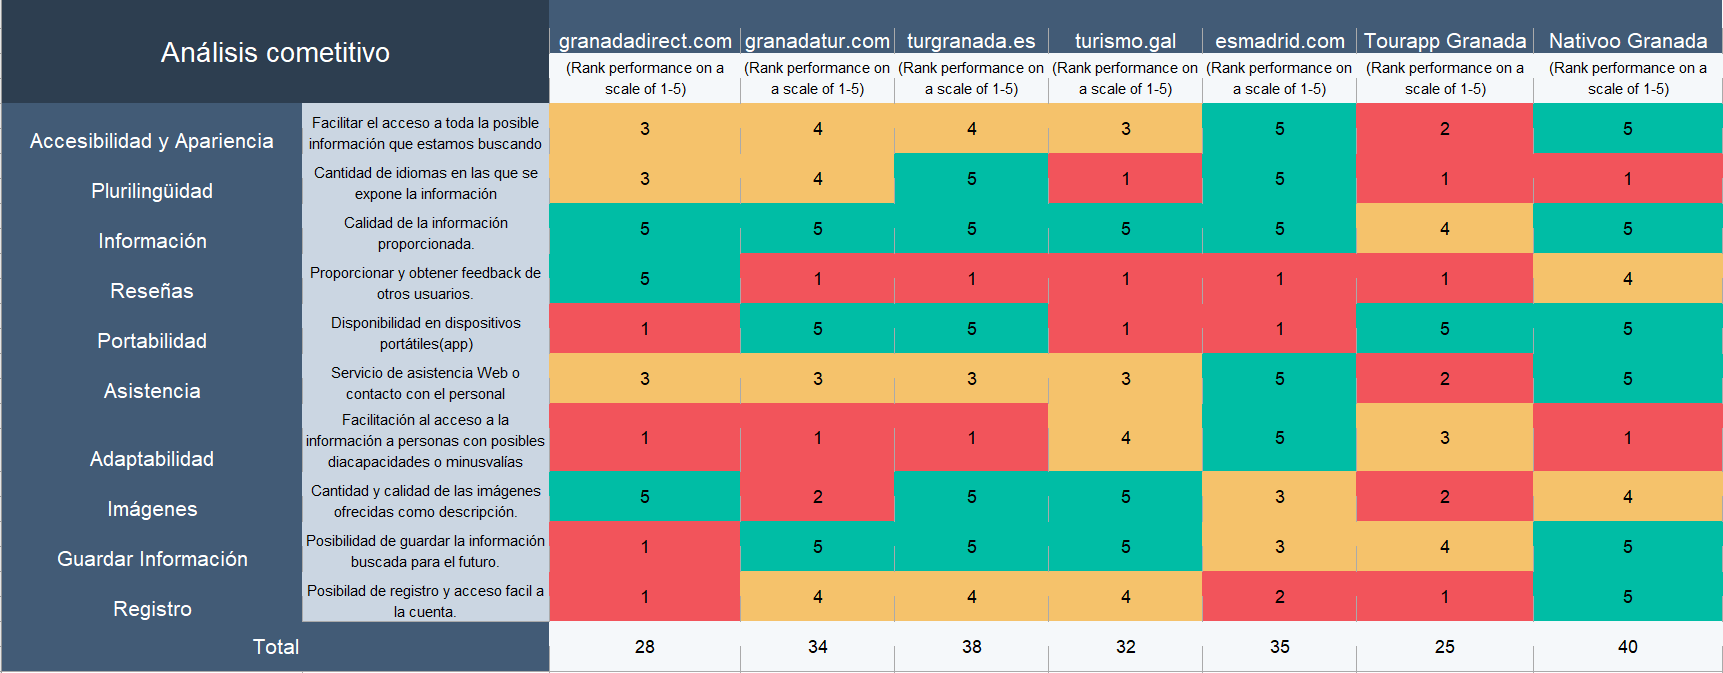 Análisis cometitivo
granadadirect.com granadatur.com turgranada.es turismo.gal esmadrid.com Tourapp Granada Nativoo Granada
(Rank performance on a (Rank performance on (Rank performance on (Rank performance on (Rank performance on (Rank performance on a (Rank performance on a
scale of 1-5) a scale of 1-5) a scale of 1-5) a scale of 1-5) a scale of 1-5) scale of 1-5) scale of 1-5)
Accesibilidad y Apariencia
Facilitar el acceso a toda la posible
información que estamos buscando
3 4 4 3 5 2 5
Plurilingüidad
Cantidad de idiomas en las que se
expone la información
3 4 5 1 5 1 1
Información
Calidad de la información
proporcionada.
5 5 5 5 5 4 5
Reseñas
Proporcionar y obtener feedback de
otros usuarios.
5 1 1 1 1 1 4
Portabilidad
Disponibilidad en dispositivos
portátiles(app)
1 5 5 1 1 5 5
Asistencia
Servicio de asistencia Web o
contacto con el personal
3 3 3 3 5 2 5
Adaptabilidad
Facilitación al acceso a la
información a personas con posibles
diacapacidades o minusvalías
1 1 1 4 5 3 1
Imágenes
Cantidad y calidad de las imágenes
ofrecidas como descripción.
5 2 5 5 3 2 4
Guardar Información
Posibilidad de guardar la información
buscada para el futuro.
1 5 5 5 3 4 5
Registro
Posibilad de registro y acceso facil a
la cuenta.
1 4 4 4 2 1 5
Total 28 34 38 32 35 25 40